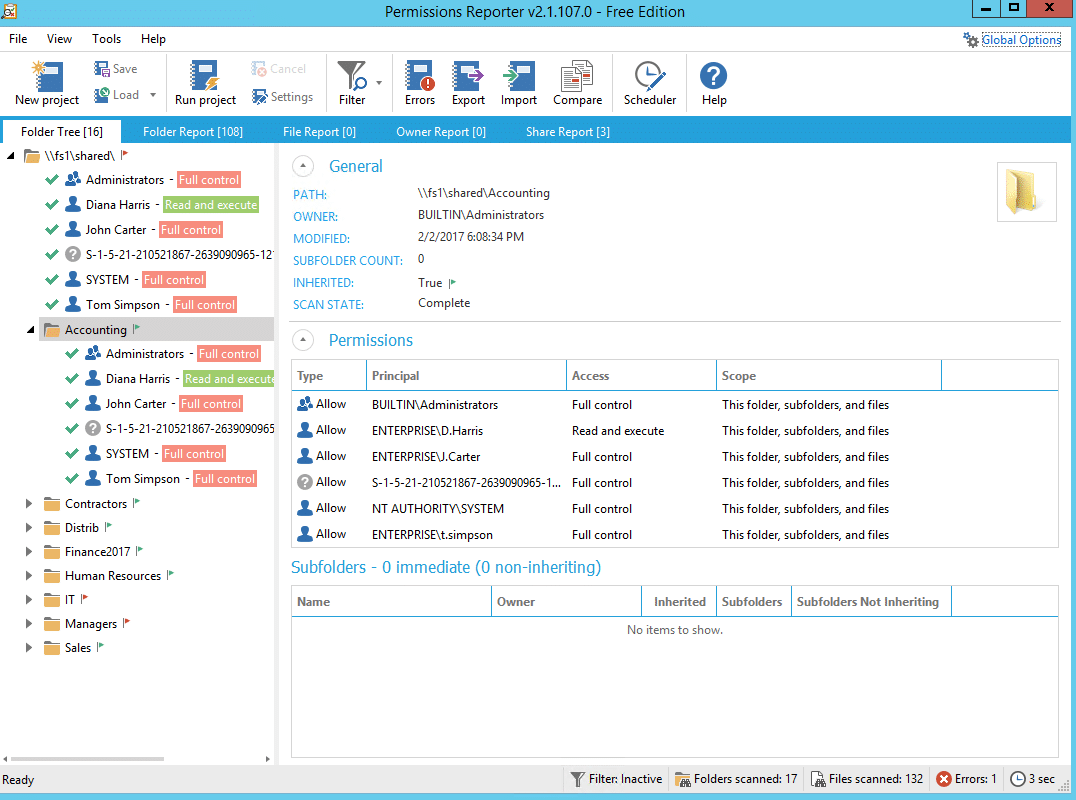 Permissions Reporter v2.1.107.0 - Free Edition
File View Tools Help Global Options
New project Save Load Run project Cancel Settings Filter Errors Export Import Compare Scheduler Help
Folder Tree [16] Folder Report [108] File Report [0] Owner Report [0] Share Report [3]
\\fs1\shared\
Administrators - Full control
Diana Harris - Read and execute
John Carter - Full control
S-1-5-21-210521867-2639090965-12
SYSTEM - Full control
Tom Simpson - Full control
Accounting
Administrators - Full control
Diana Harris - Read and execute
John Carter - Full control
S-1-5-21-210521867-2639090965
SYSTEM - Full control
Tom Simpson - Full control
Contractors
Distrib
Finance2017
Human Resources
IT
Managers
Sales
General
PATH: \\fs1\shared\Accounting
OWNER: BUILTIN\Administrators
MODIFIED: 2/2/2017 6:08:34 PM
SUBFOLDER COUNT: 0
INHERITED: True
SCAN STATE: Complete
Permissions
Type Principal Access Scope
Allow BUILTIN\Administrators Full control This folder, subfolders, and files
Allow ENTERPRISE\D.Harris Read and execute This folder, subfolders, and files
Allow ENTERPRISE\J.Carter Full control This folder, subfolders, and files
Allow S-1-5-21-210521867-2639090965-1... Full control This folder, subfolders, and files
Allow NT AUTHORITY\SYSTEM Full control This folder, subfolders, and files
Allow ENTERPRISE\t.simpson Full control This folder, subfolders, and files
Subfolders - 0 immediate (0 non-inheriting)
Name Owner Inherited Subfolders Subfolders Not Inheriting
No items to show.
Ready Filter: Inactive Folders scanned: 17 Files scanned: 132 Errors: 1 3 sec